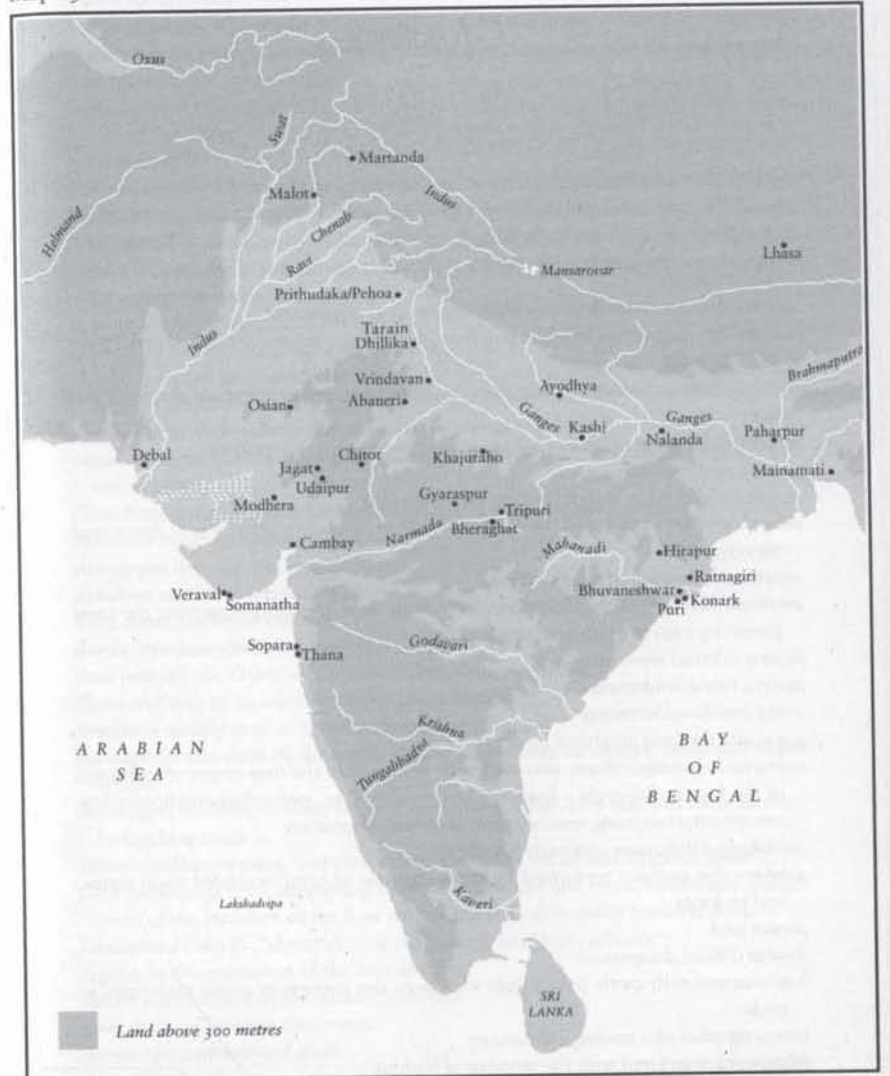 Oxus
Swat
Martanda
Malot
Indus
Chenab
Helmand
Ravi
Lhasa
Mansarovar
Prithudaka/Pehoa
Indus
Tarain
Dhillika
Brahmaputra
Vrindavan
Ayodhya
Osian
Abaneri
Ganges
Kashi
Ganges
Nalanda
Paharpur
Debal
Chitor
Khajuraho
Jagat
Mainamati
Udaipur
Gyaraspur
Modhera
Tripuri
Bheraghat
Cambay
Narmada
Mahanadi
Hirapur
Ratnagiri
Bhuvaneshwar
Veraval
Somanatha
Konark
Puri
Sopara
Thana
Godavari
Krishna
ARABIAN
SEA
BAY
OF
BENGAL
Tungabhadra
Lakshadvipa
Kaveri
SRI
LANKA
Land above 300 metres